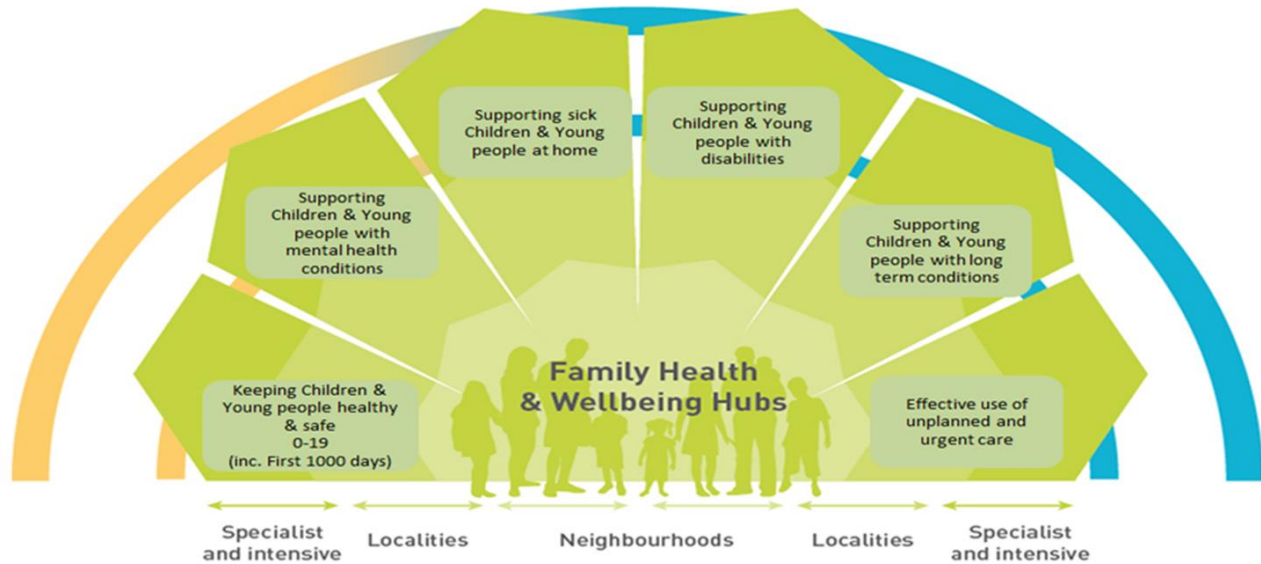 Supporting sick
Children & Young
people at home
Supporting
Children & Young
people with
disabilities
Supporting
Children & Young
people with
mental health
conditions
Supporting
Children & Young
people with long
term conditions
Keeping Children &
Young people healthy
& safe
0-19
(inc. First 1000 days)
Family Health
& Wellbeing Hubs
Effective use of
unplanned and
urgent care
Specialist
and intensive
Localities
Neighbourhoods
Localities
Specialist
and intensive